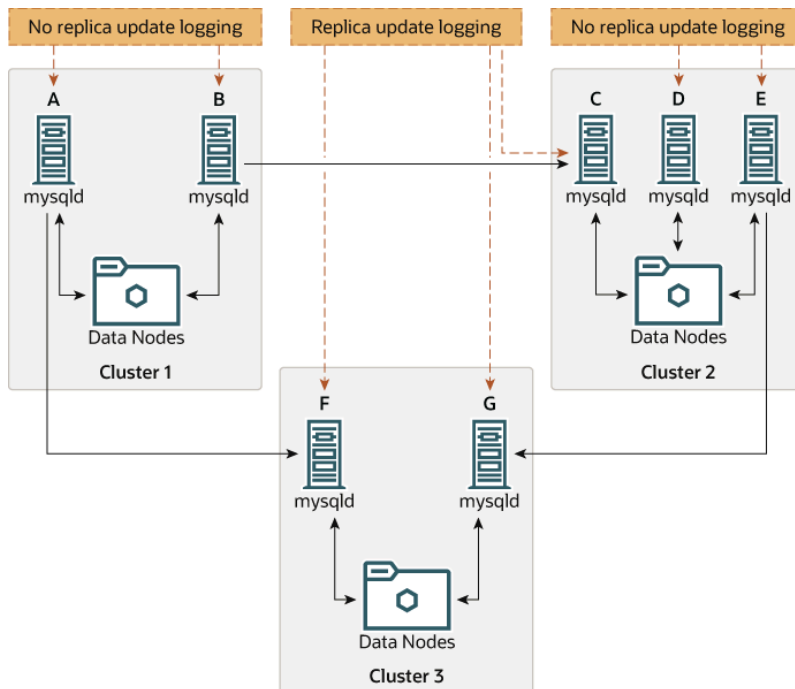 No replica update logging
Replica update logging
No replica update logging
A
B
C
D
E
mysqld
mysqld
mysqld
mysqld
mysqld
Data Nodes
Data Nodes
Cluster 1
Cluster 2
F
G
mysqld
mysqld
Data Nodes
Cluster 3